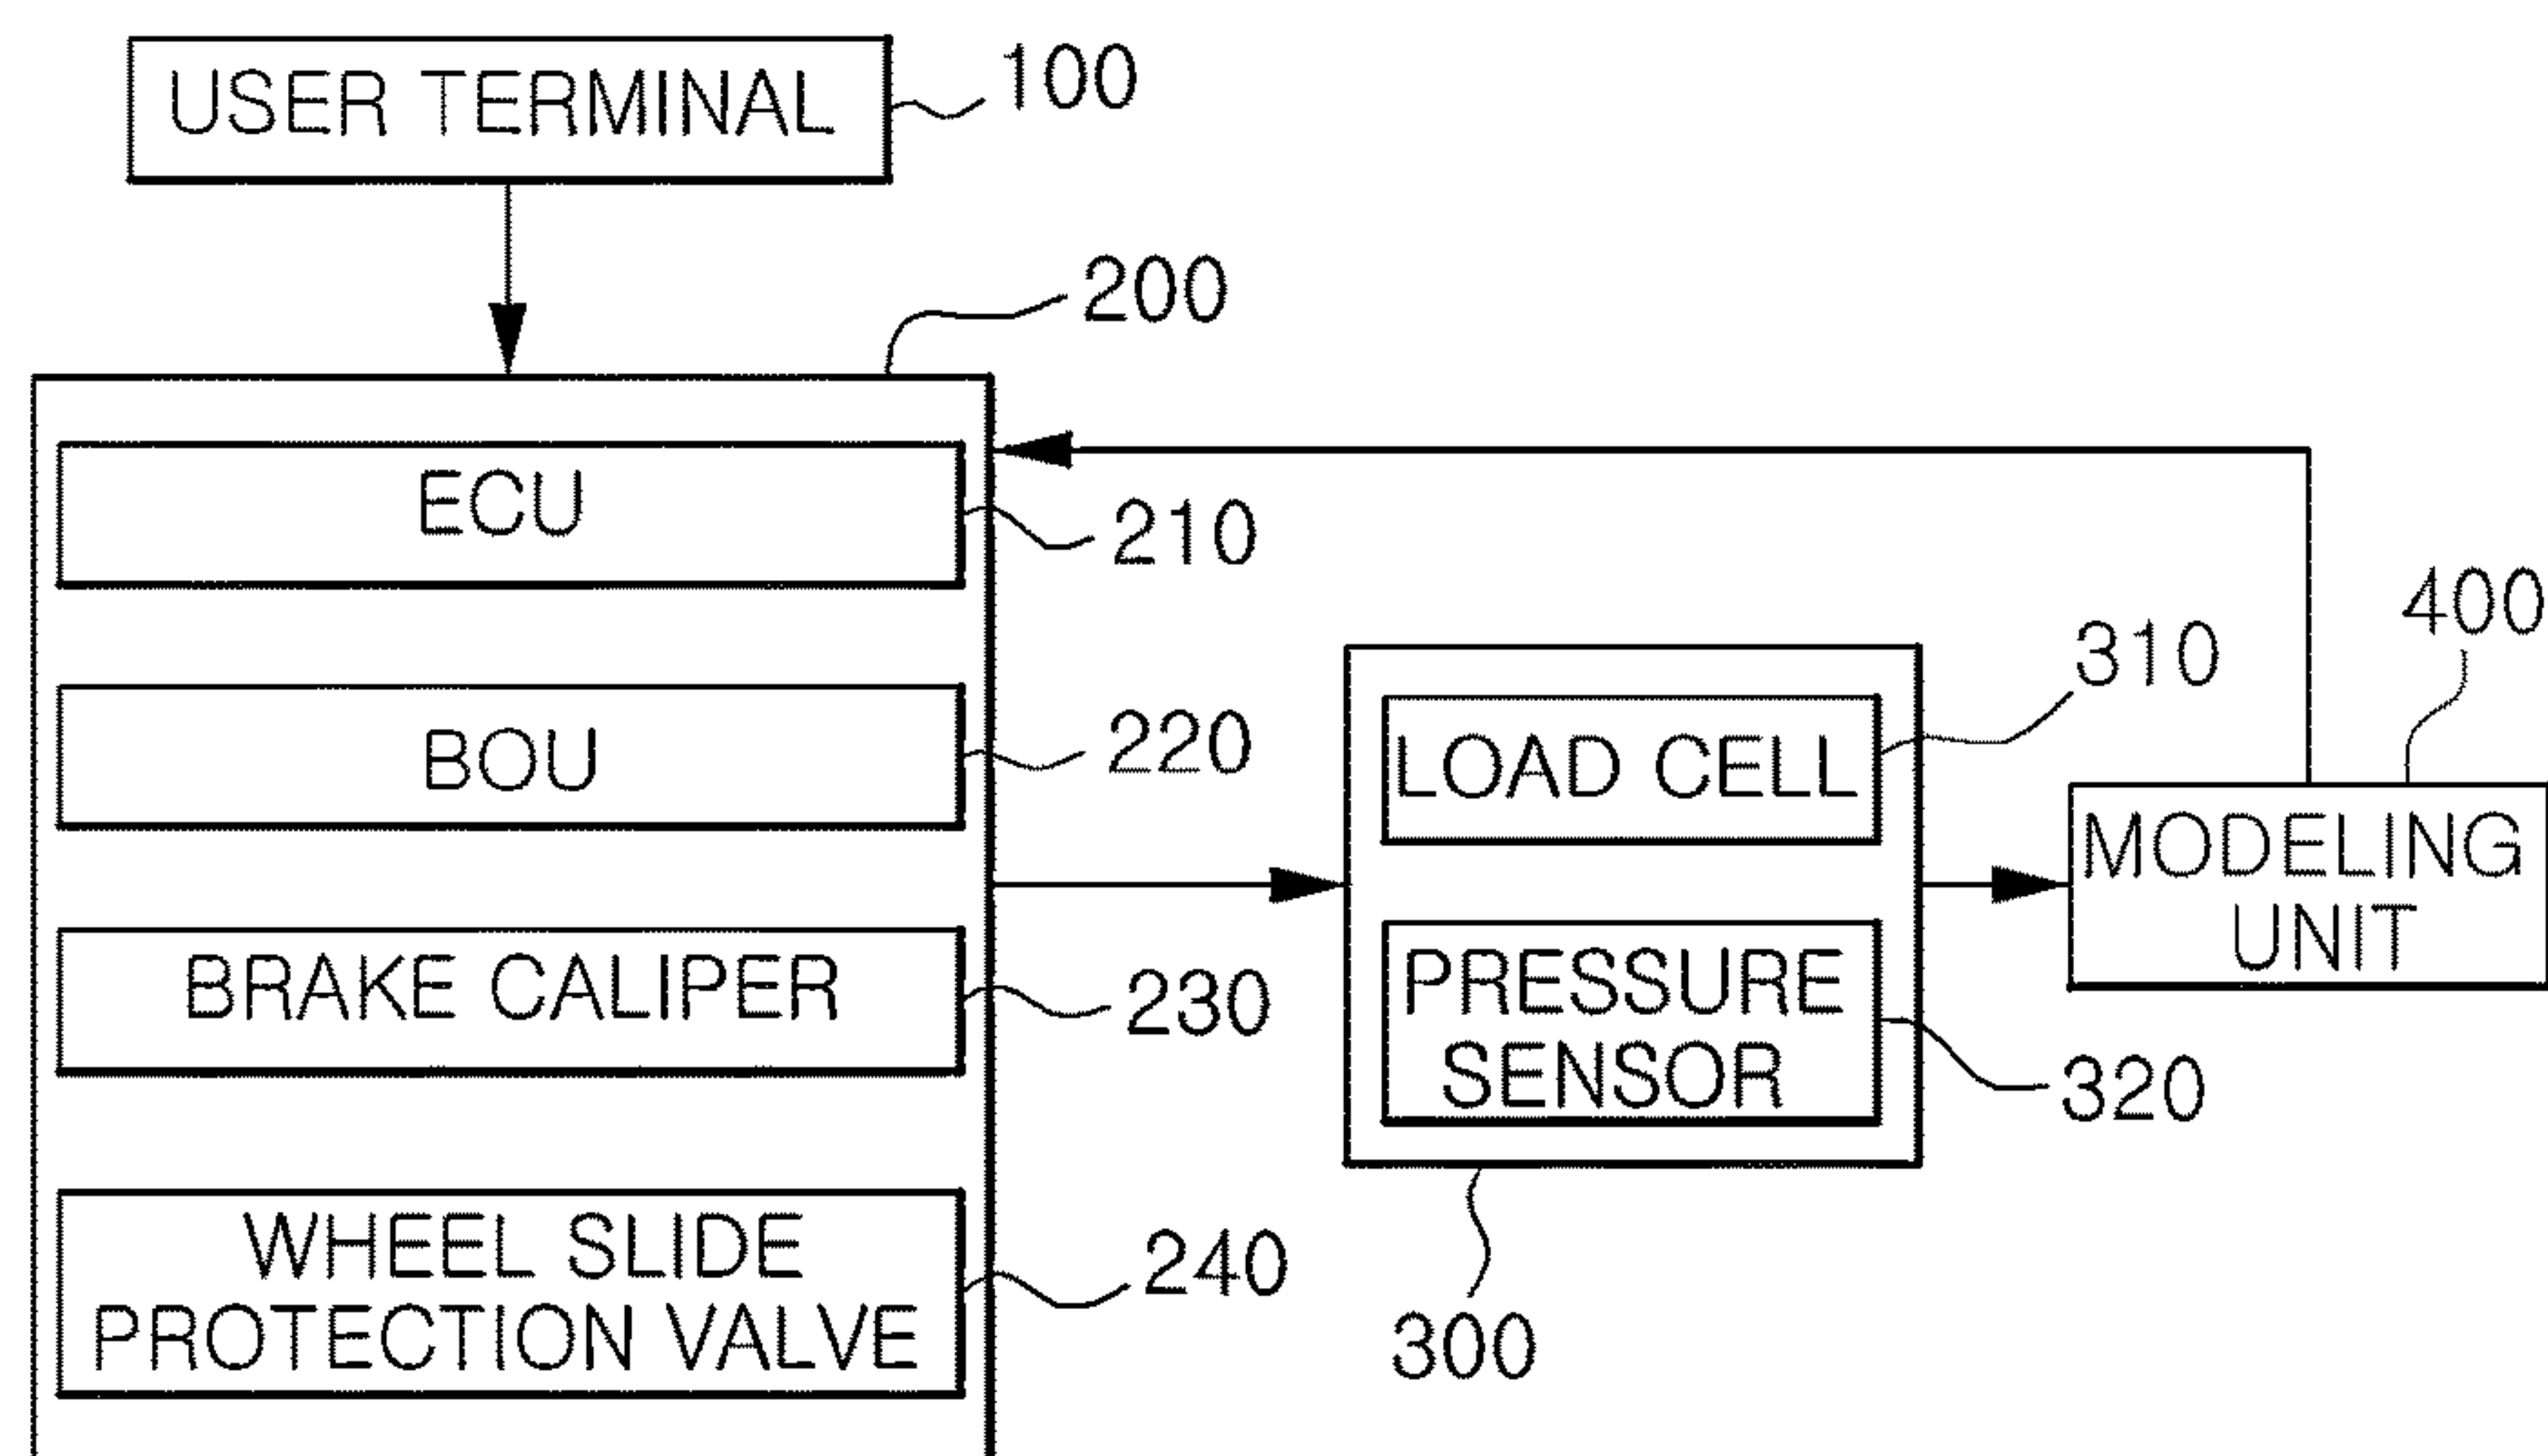 USER TERMINAL
100
200
ECU
210
BOU
220
BRAKE CALIPER
230
WHEEL SLIDE
PROTECTION VALVE
240
LOAD CELL
310
PRESSURE
SENSOR
320
300
400
MODELING
UNIT